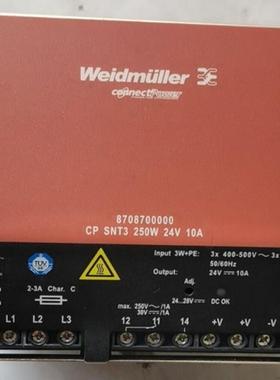 Weidmüller
connectPower
8708700000
CP SNT3 250W 24V 10A
Input 3W+PE: 3x 400-500V~ 3x
50/60Hz
Output: 24V ⎓ 10A
TÜV
2-3A Char. C
Adj.
24...28V⎓ DC OK
max. 250V~/1A
30V⎓/1A
L1 L2 L3 12 11 14 +V +V -V